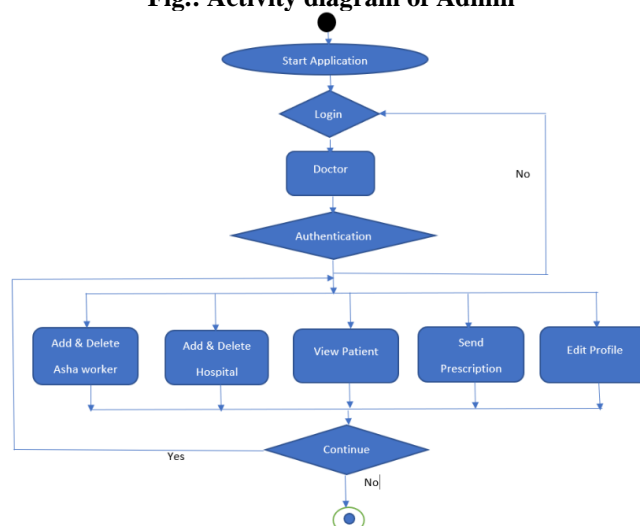 Fig.: Activity diagram of Admin
Start Application
Login
No
Doctor
Authentication
Add & Delete
Asha worker
Add & Delete
Hospital
View Patient
Send
Prescription
Edit Profile
Continue
Yes
No